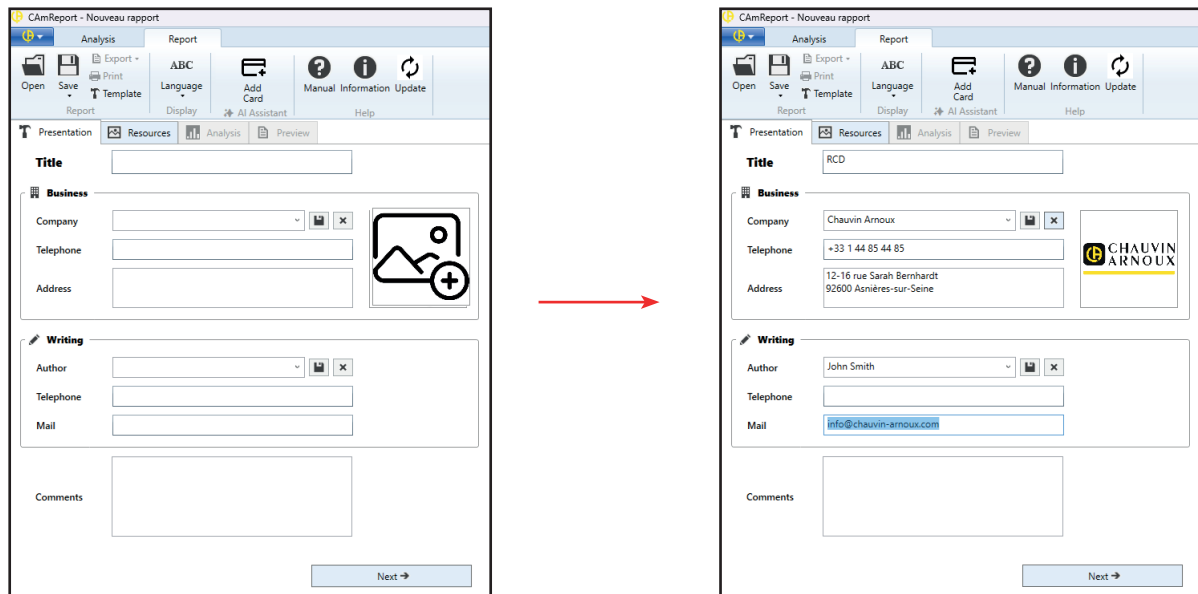 CAmReport - Nouveau rapport
Analysis Report
Open
Save
Export
Print
Template
Report
ABC
Language
Display
Add
Card
AI Assistant
Manual Information Update
Help
Presentation Resources Analysis Preview
Title
Business
Company
Telephone
Address
Writing
Author
Telephone
Mail
Comments
Next
CAmReport - Nouveau rapport
Analysis Report
Open
Save
Export
Print
Template
Report
ABC
Language
Display
Add
Card
AI Assistant
Manual Information Update
Help
Presentation Resources Analysis Preview
Title RCD
Business
Company Chauvin Arnoux
Telephone +33 1 44 85 44 85
Address
12-16 rue Sarah Bernhardt
92600 Asnières-sur-Seine
CHAUVIN
ARNOUX
Writing
Author John Smith
Telephone
Mail info@chauvin-arnoux.com
Comments
Next